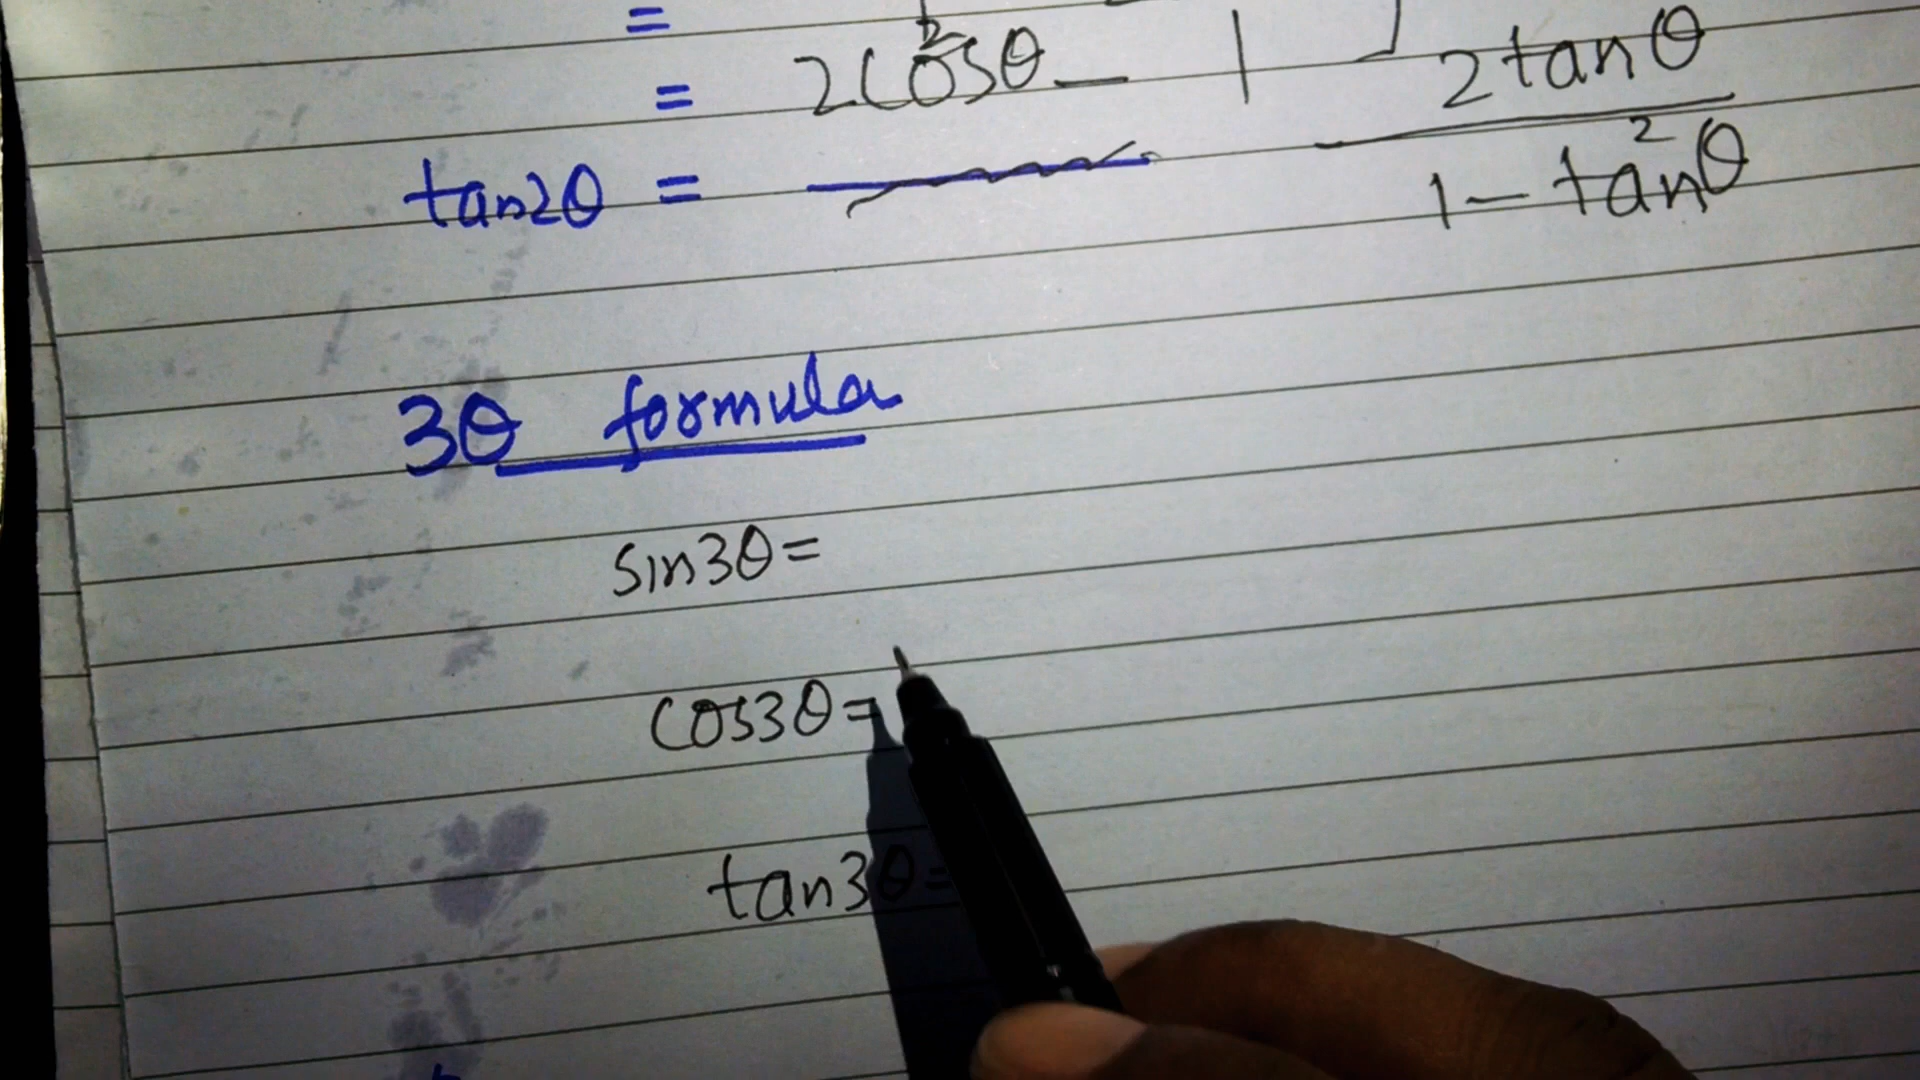 =
= 2cos²θ - 1
tan2θ = 2tanθ / 1 - tan²θ
3θ formula
sin3θ=
cos3θ=
tan3θ=